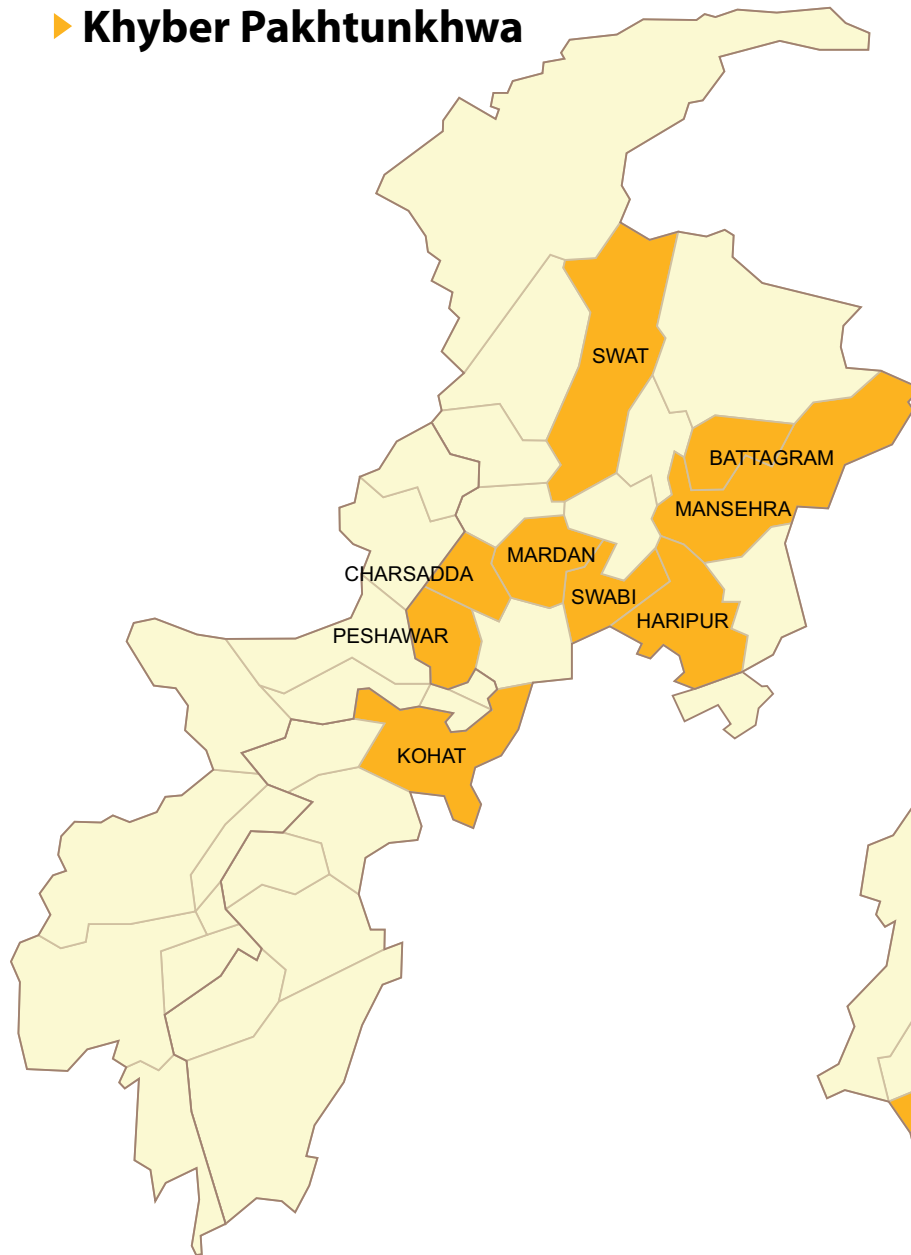 Khyber Pakhtunkhwa
SWAT
BATTAGRAM
MANSEHRA
MARDAN
CHARSADDA
SWABI
HARIPUR
PESHAWAR
KOHAT